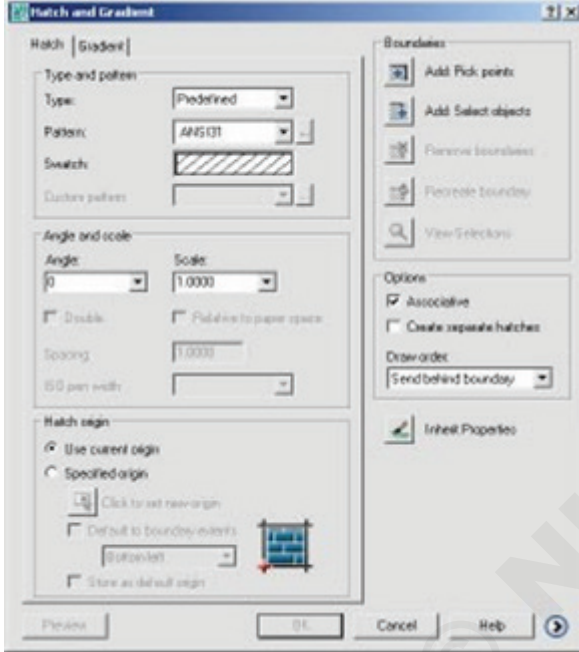 Hatch and Gradient
Hatch Gradient
Type and pattern
Type: Predefined
Pattern: ANSI31
Swatch:
Custom pattern:
Angle and scale
Angle: Scale:
0 1.0000
Double Relative to paper space
Spacing: 1.0000
ISO pen width:
Hatch origin
Use current origin
Specified origin
Click to set new origin
Default to boundary extents
Bottom left
Store as default origin
Boundaries
Add: Pick points
Add: Select objects
Remove boundaries
Recreate boundary
View Selections
Options
Associative
Create separate hatches
Draw order:
Send behind boundary
Inherit Properties
Preview OK Cancel Help